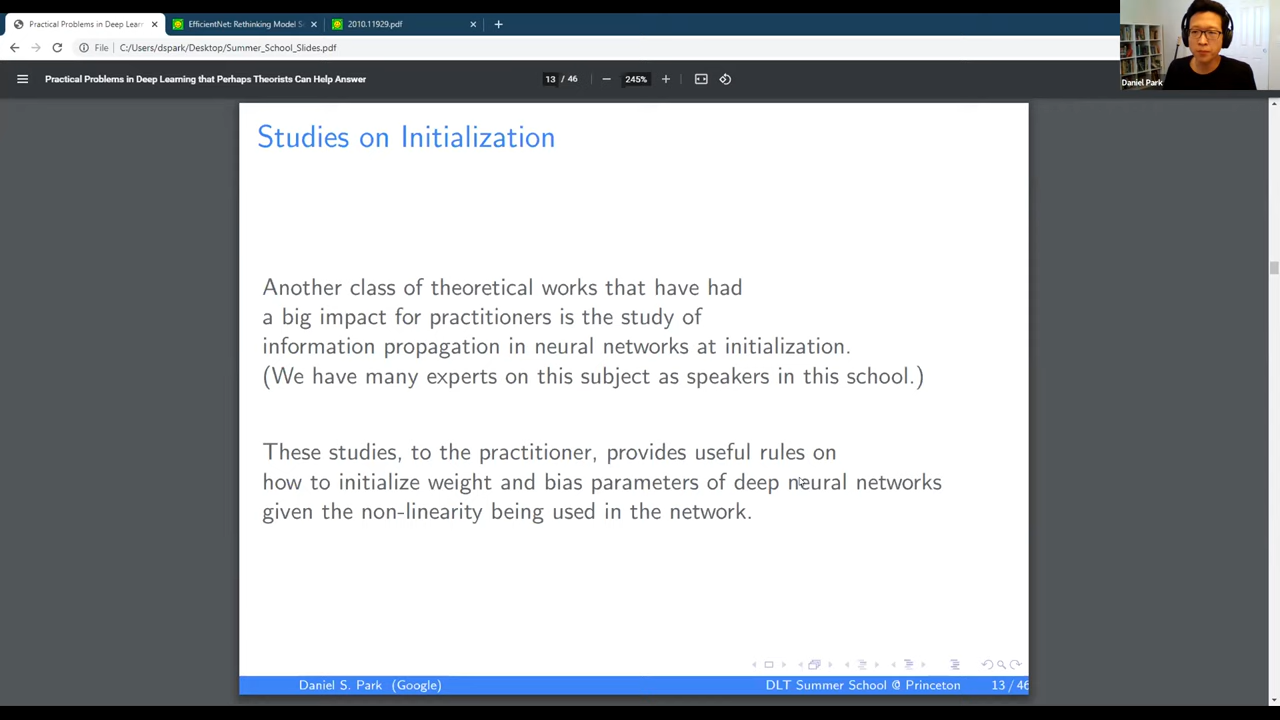 Practical Problems in Deep Lear
EfficientNet: Rethinking Model S
2010.11929.pdf
File
C:/Users/dspark/Desktop/Summer_School_Slides.pdf
Practical Problems in Deep Learning that Perhaps Theorists Can Help Answer
13 / 46
245%
Daniel Park
Studies on Initialization
Another class of theoretical works that have had
a big impact for practitioners is the study of
information propagation in neural networks at initialization.
(We have many experts on this subject as speakers in this school.)
These studies, to the practitioner, provides useful rules on
how to initialize weight and bias parameters of deep neural networks
given the non-linearity being used in the network.
Daniel S. Park (Google)
DLT Summer School @ Princeton
13 / 46